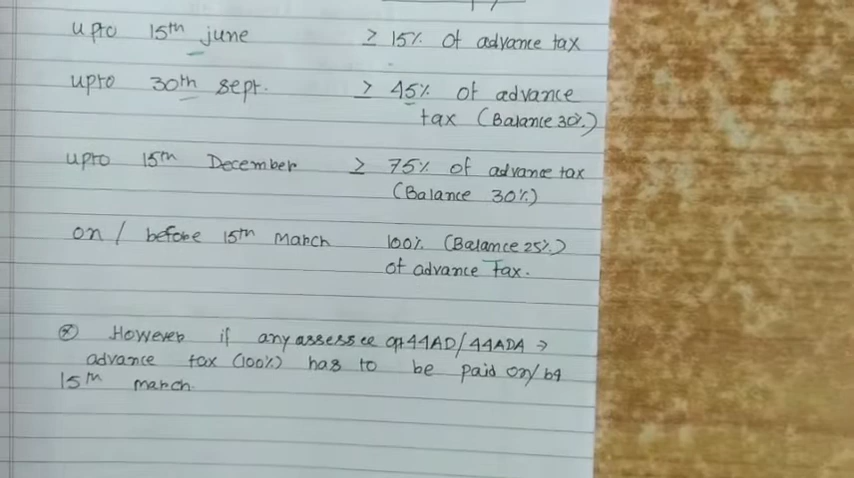 upto 15th june ≥ 15% of advance tax
upto 30th sept. ≥ 45% of advance
tax (Balance 30%)
upto 15th December ≥ 75% of advance tax
(Balance 30%)
on / before 15th March 100% (Balance 25%)
of advance Tax.
* However if any assessee opt 44AD/44ADA →
advance tax (100%) has to be paid on/b4
15th march.